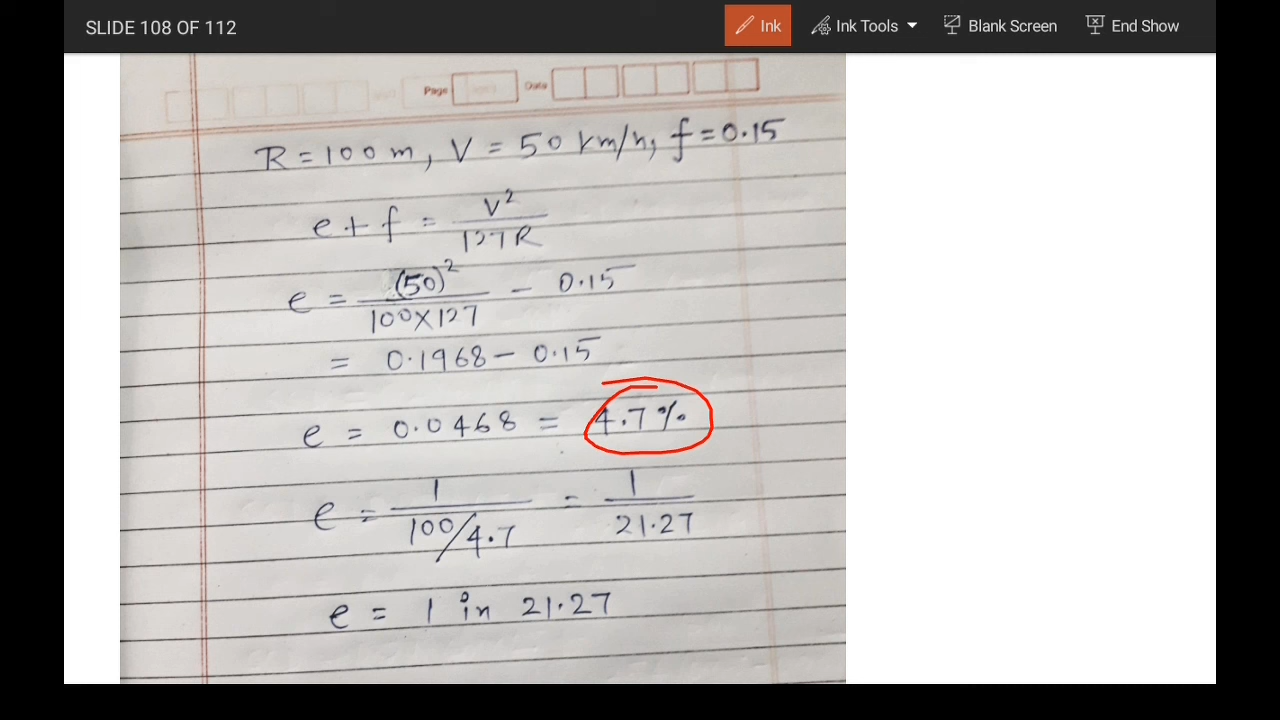 SLIDE 108 OF 112 Ink Ink Tools Blank Screen End Show
Page Date
R = 100 m, V = 50 km/h, f = 0.15
e + f = V² / 127R
e = (50)² / 100×127 - 0.15
= 0.1968 - 0.15
e = 0.0468 = 4.7%
e = 1 / 100/4.7 = 1 / 21.27
e = 1 in 21.27